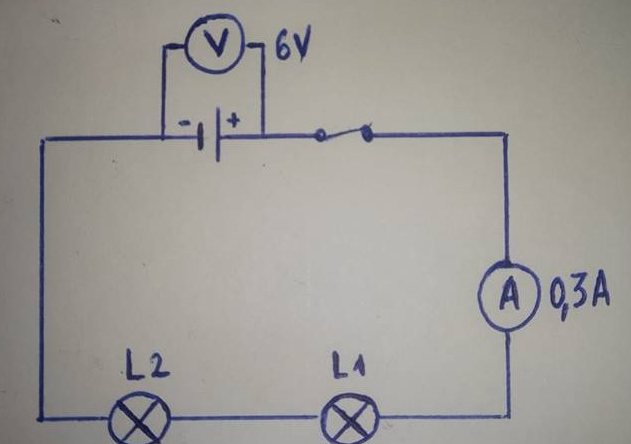 V 6V
- +
A 0,3A
L2 L1